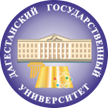 ДАГЕСТАНСКИЙ ГОСУДАРСТВЕННЫЙ
УНИВЕРСИТЕТ